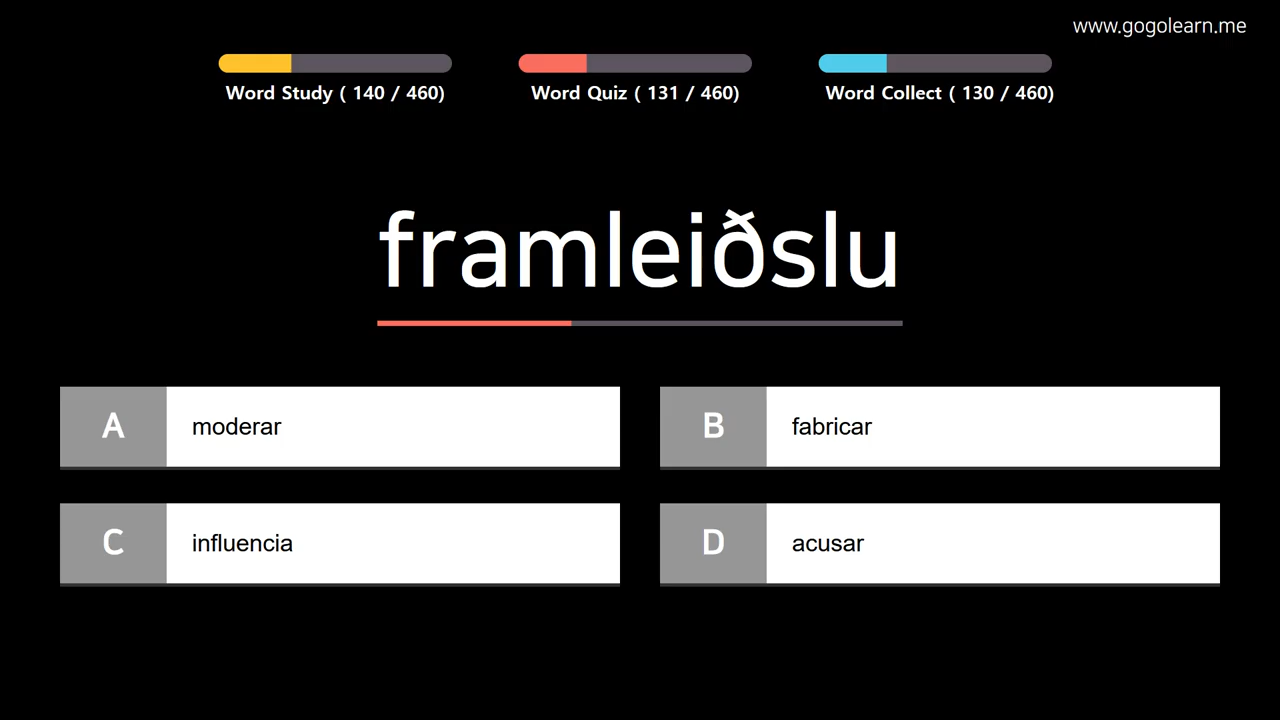 www.gogolearn.me
Word Study ( 140 / 460)
Word Quiz ( 131 / 460)
Word Collect ( 130 / 460)
framleiðslu
A moderar
B fabricar
C influencia
D acusar